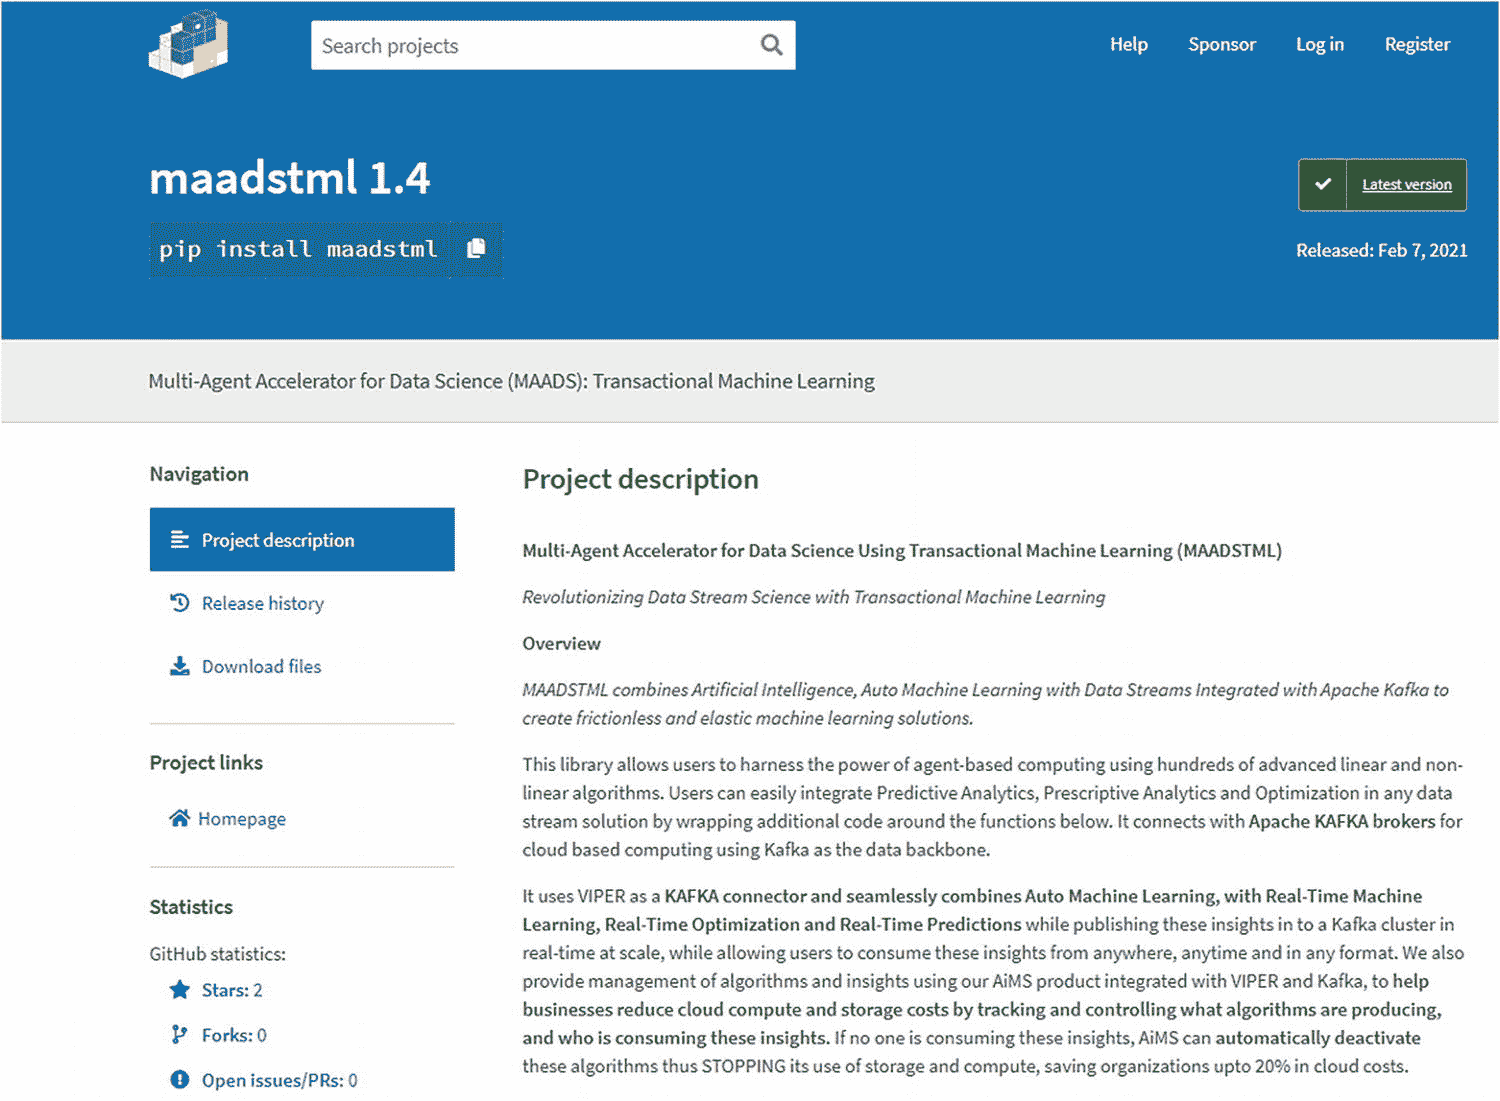 Search projects
Help
Sponsor
Log in
Register
maadstml 1.4
Latest version
pip install maadstml
Released: Feb 7, 2021
Multi-Agent Accelerator for Data Science (MAADS): Transactional Machine Learning
Navigation
Project description
Release history
Download files
Project links
Homepage
Statistics
GitHub statistics:
Stars: 2
Forks: 0
Open issues/PRs: 0
Project description
Multi-Agent Accelerator for Data Science Using Transactional Machine Learning (MAADSTML)
Revolutionizing Data Stream Science with Transactional Machine Learning
Overview
MAADSTML combines Artificial Intelligence, Auto Machine Learning with Data Streams Integrated with Apache Kafka to
create frictionless and elastic machine learning solutions.
This library allows users to harness the power of agent-based computing using hundreds of advanced linear and non-
linear algorithms. Users can easily integrate Predictive Analytics, Prescriptive Analytics and Optimization in any data
stream solution by wrapping additional code around the functions below. It connects with Apache KAFKA brokers for
cloud based computing using Kafka as the data backbone.
It uses VIPER as a KAFKA connector and seamlessly combines Auto Machine Learning, with Real-Time Machine
Learning, Real-Time Optimization and Real-Time Predictions while publishing these insights in to a Kafka cluster in
real-time at scale, while allowing users to consume these insights from anywhere, anytime and in any format. We also
provide management of algorithms and insights using our AiMS product integrated with VIPER and Kafka, to help
businesses reduce cloud compute and storage costs by tracking and controlling what algorithms are producing,
and who is consuming these insights. If no one is consuming these insights, AiMS can automatically deactivate
these algorithms thus STOPPING its use of storage and compute, saving organizations upto 20% in cloud costs.